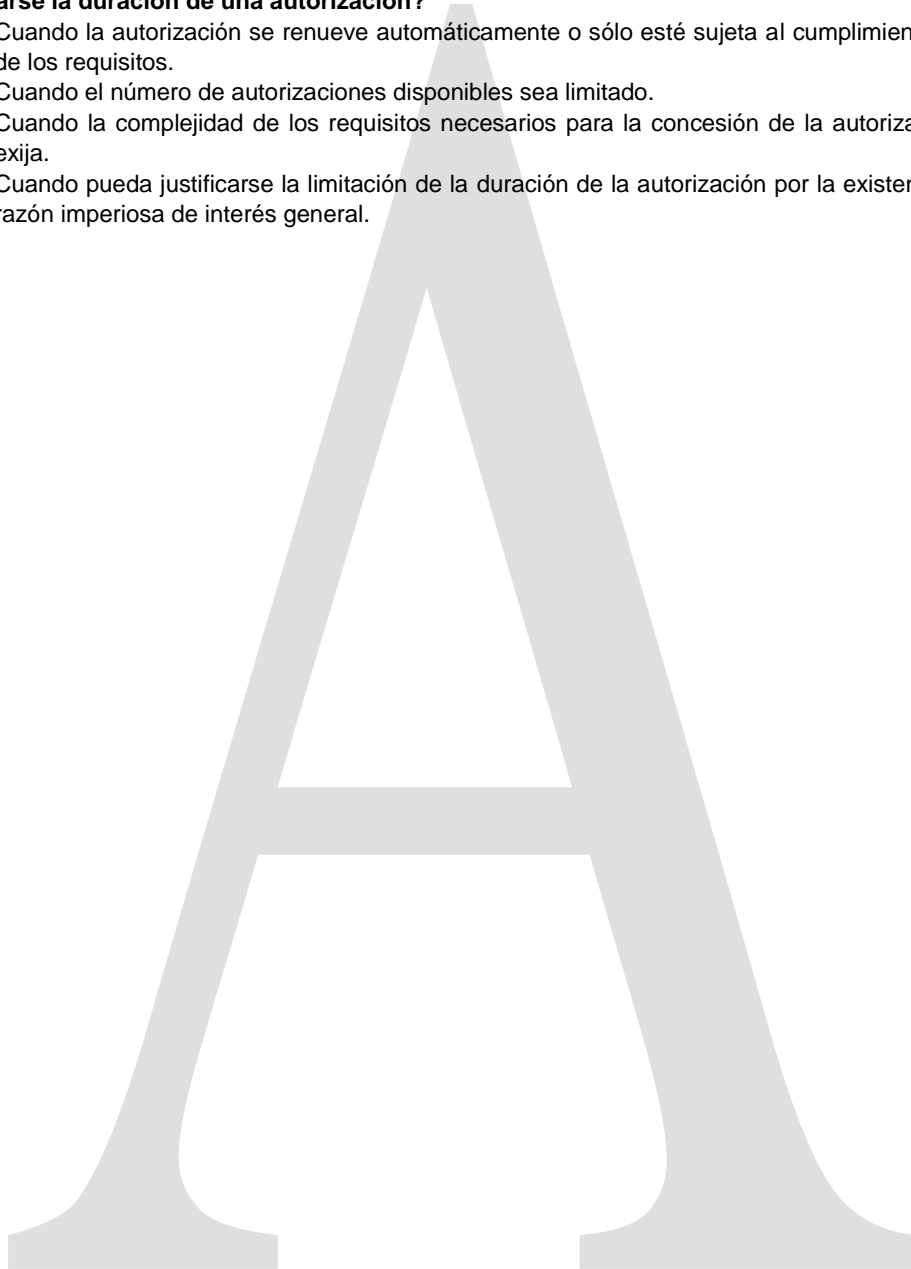 arse la duración de una autorización?
Cuando la autorización se renueve automáticamente o sólo esté sujeta al cumplimien
de los requisitos.
Cuando el número de autorizaciones disponibles sea limitado.
Cuando la complejidad de los requisitos necesarios para la concesión de la autoriza
exija.
Cuando pueda justificarse la limitación de la duración de la autorización por la existen
razón imperiosa de interés general.
A